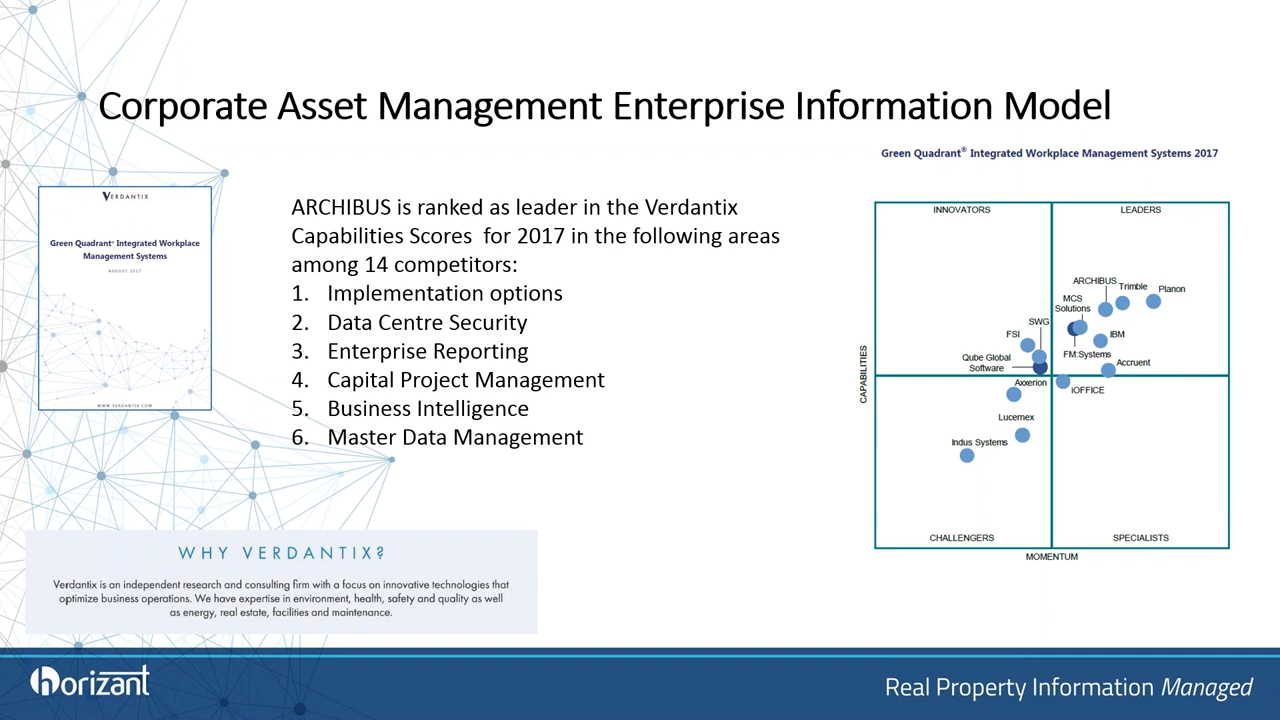 Corporate Asset Management Enterprise Information Model
VERDANTIX
Green Quadrant® Integrated Workplace
Management Systems
AUGUST 2017
WWW.VERDANTIX.COM
ARCHIBUS is ranked as leader in the Verdantix
Capabilities Scores for 2017 in the following areas
among 14 competitors:
1. Implementation options
2. Data Centre Security
3. Enterprise Reporting
4. Capital Project Management
5. Business Intelligence
6. Master Data Management
Green Quadrant® Integrated Workplace Management Systems 2017
INNOVATORS
LEADERS
ARCHIBUS
Trimble
Planon
MCS
Solutions
SWG
FSI
IBM
FM:Systems
Qube Global
Software
Accruent
Axxerion
iOFFICE
Lucernex
Indus Systems
CAPABILITIES
CHALLENGERS
SPECIALISTS
MOMENTUM
WHY VERDANTIX?
Verdantix is an independent research and consulting firm with a focus on innovative technologies that
optimize business operations. We have expertise in environment, health, safety and quality as well
as energy, real estate, facilities and maintenance.
horizant
Real Property Information Managed